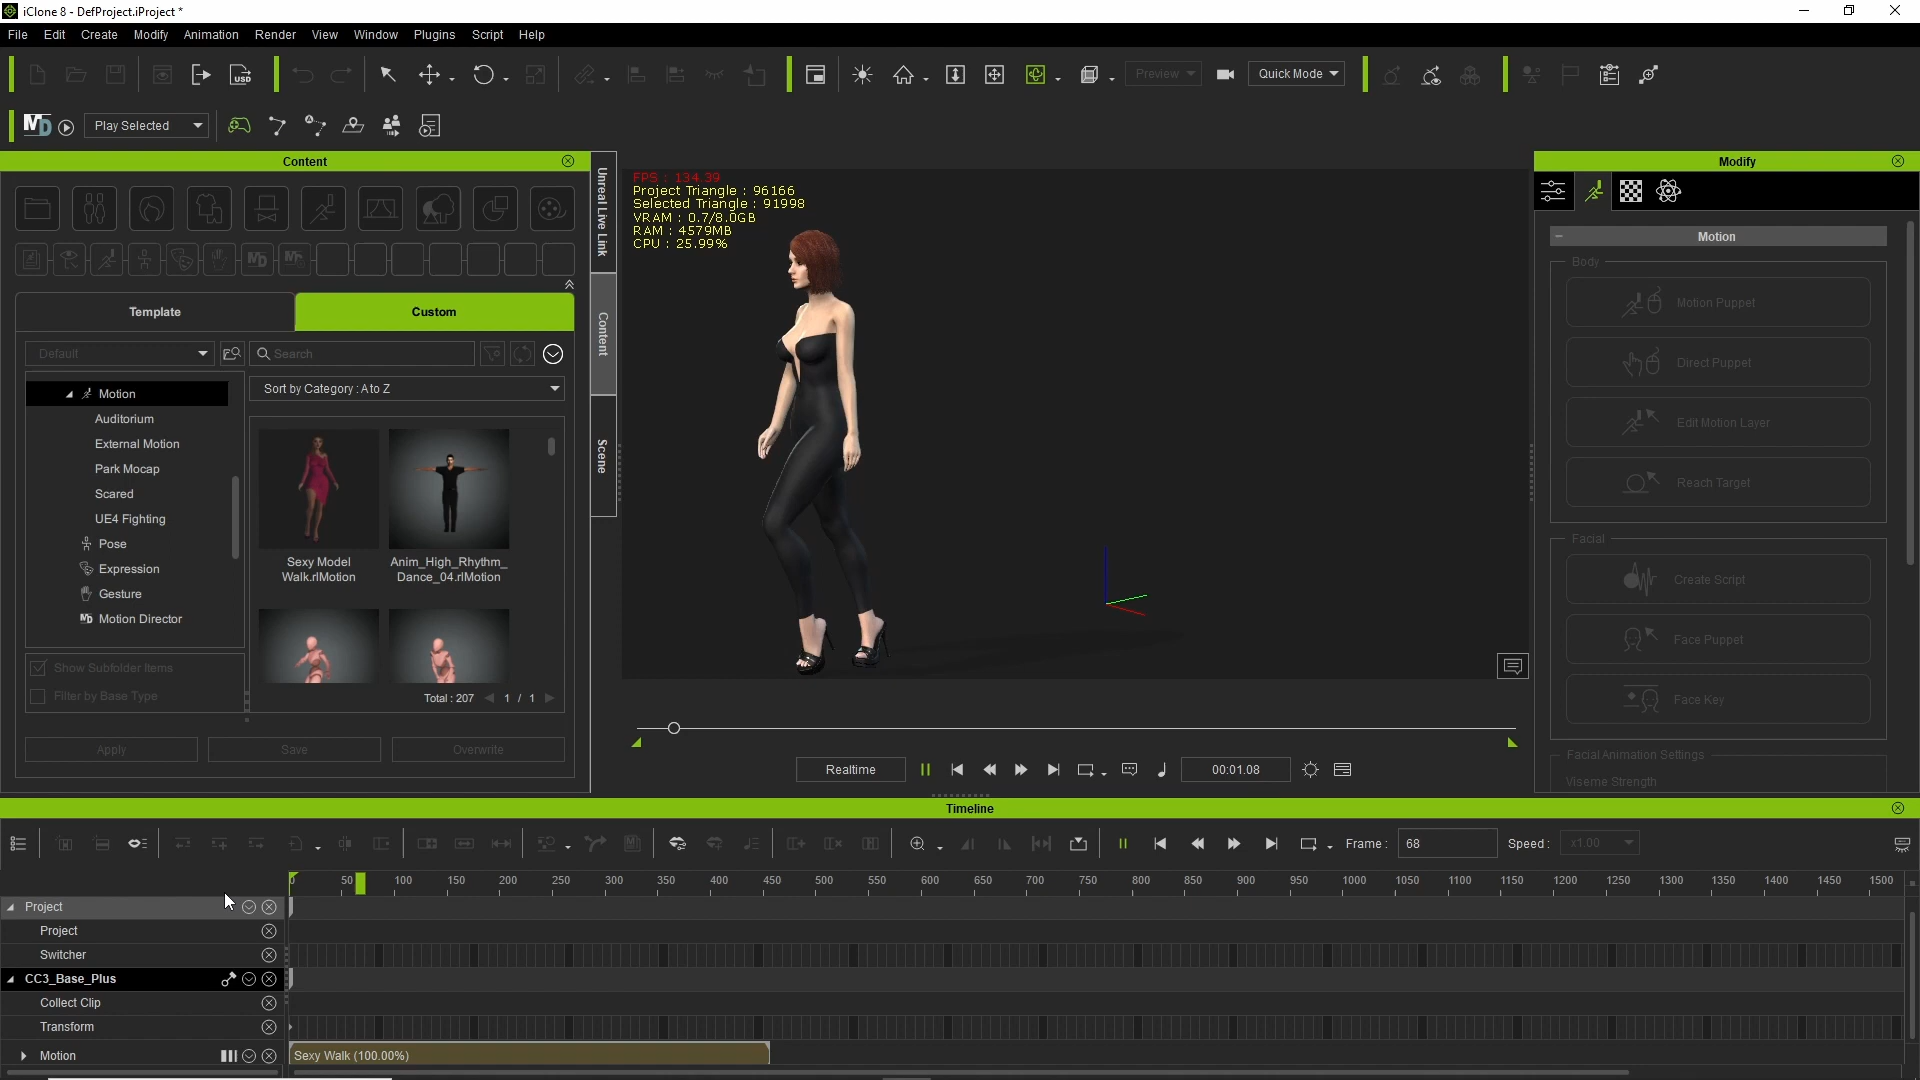 iClone 8 - DefProject.iProject *
File Edit Create Modify Animation Render View Window Plugins Script Help
USD
Preview
Quick Mode
MD
Play Selected
Content
Modify
Unreal Live Link
Content
Scene
FPS : 134.39
Project Triangle : 96166
Selected Triangle : 91998
VRAM : 0.7/8.0GB
RAM : 4579MB
CPU : 25.99%
Template
Custom
Default
Search
Sort by Category : A to Z
Motion
Auditorium
External Motion
Park Mocap
Scared
UE4 Fighting
Pose
Expression
Gesture
MD Motion Director
Sexy Model
Walk.rlMotion
Anim_High_Rhythm_
Dance_04.rlMotion
Show Subfolder Items
Filter by Base Type
Total : 207
1 / 1
Apply
Save
Overwrite
Motion
Body
Motion Puppet
Direct Puppet
Edit Motion Layer
Reach Target
Facial
Create Script
Face Puppet
Face Key
Facial Animation Settings
Viseme Strength
Realtime
00:01.08
Timeline
Frame : 68
Speed : x1.00
0 50 100 150 200 250 300 350 400 450 500 550 600 650 700 750 800 850 900 950 1000 1050 1100 1150 1200 1250 1300 1350 1400 1450 1500
Project
Project
Switcher
CC3_Base_Plus
Collect Clip
Transform
Motion
Sexy Walk (100.00%)